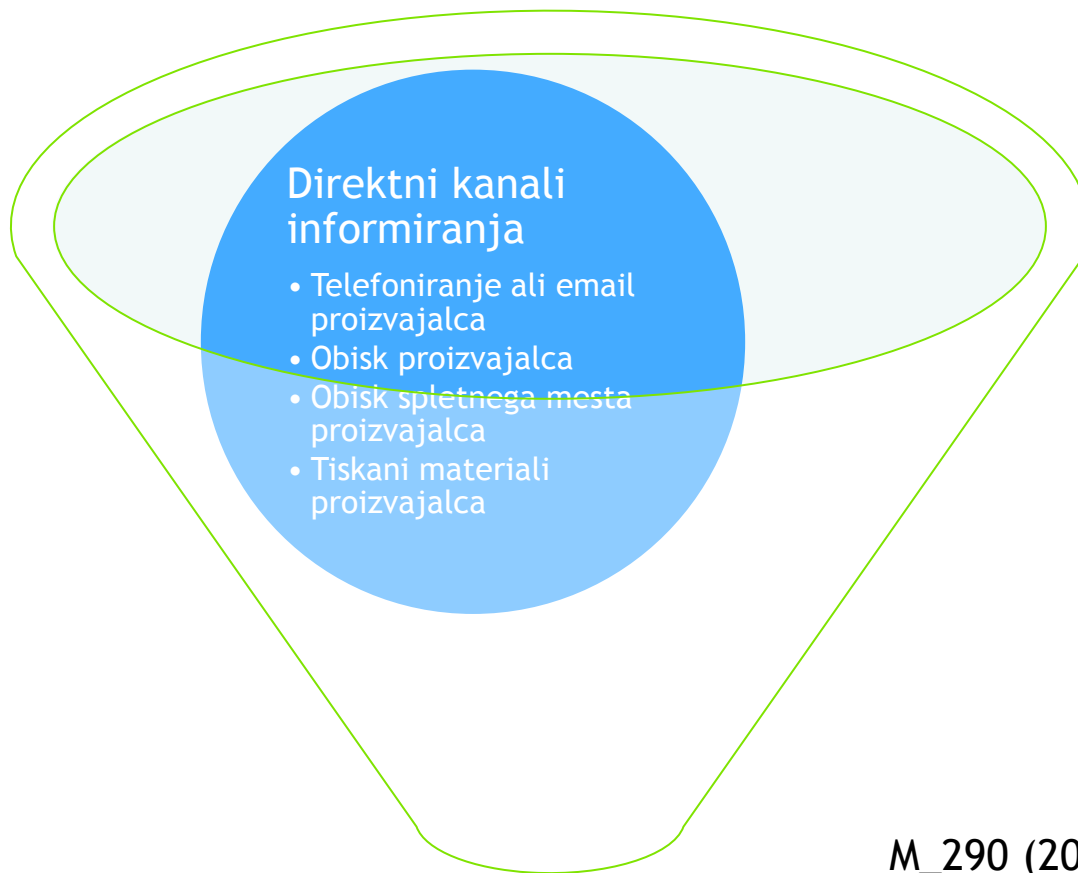 Direktni kanali
informiranja
• Telefoniranje ali email
proizvajalca
• Obisk proizvajalca
• Obisk spletnega mesta
proizvajalca
• Tiskani materiali
proizvajalca
M_290 (20